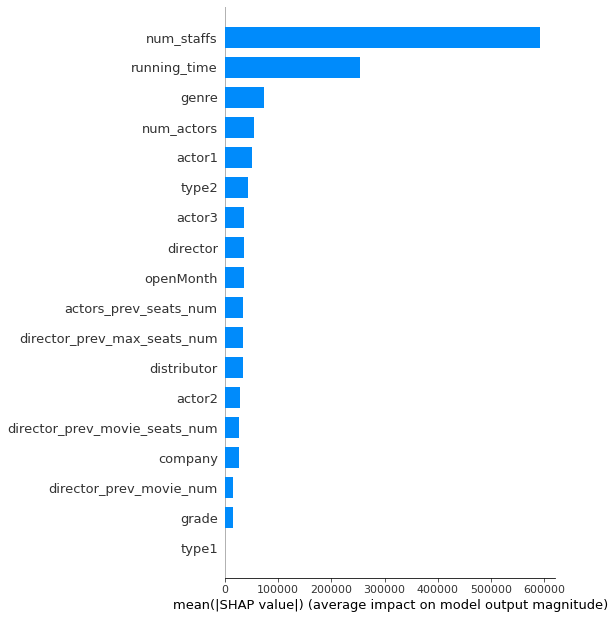 num_staffs
running_time
genre
num_actors
actor1
type2
actor3
director
openMonth
actors_prev_seats_num
director_prev_max_seats_num
distributor
actor2
director_prev_movie_seats_num
company
director_prev_movie_num
grade
type1
0 100000 200000 300000 400000 500000 600000
mean(|SHAP value|) (average impact on model output magnitude)